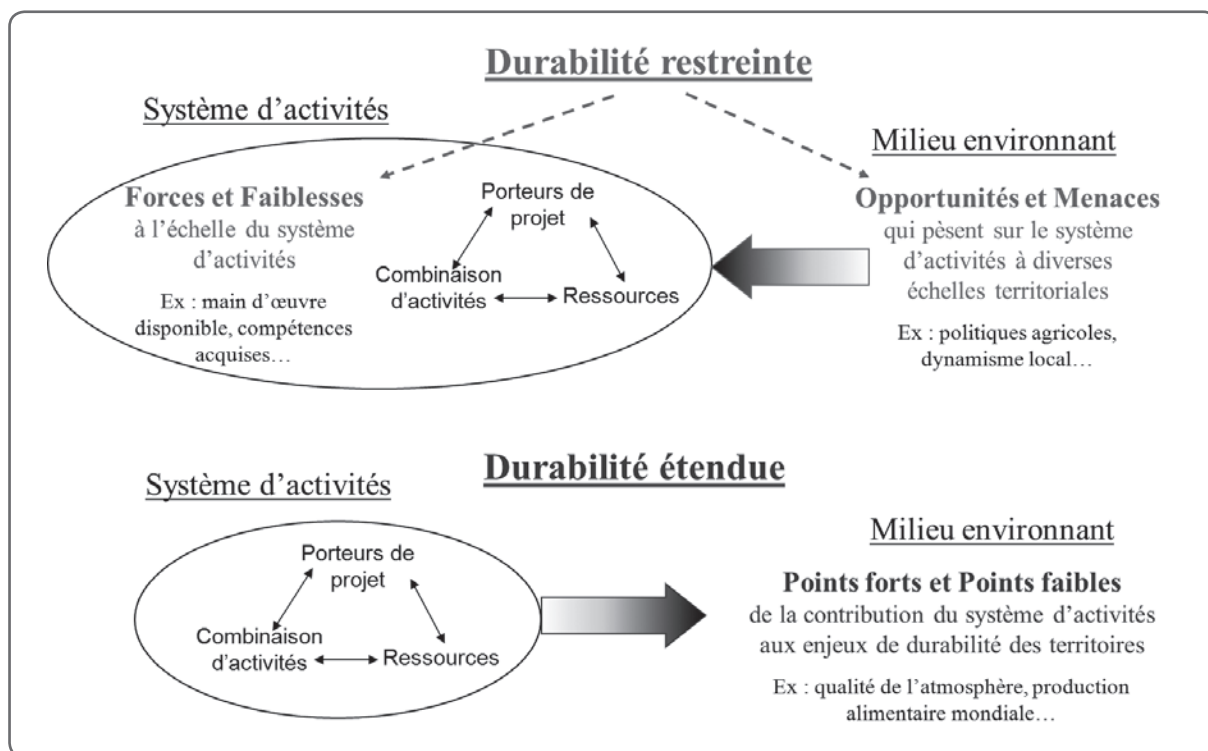 Durabilité restreinte
Système d'activités
Milieu environnant
Forces et Faiblesses
à l'échelle du système
d'activités
Ex : main d'œuvre
disponible, compétences
acquises…
Porteurs de
projet
Combinaison
d'activités
Ressources
Opportunités et Menaces
qui pèsent sur le système
d'activités à diverses
échelles territoriales
Ex : politiques agricoles,
dynamisme local…
Durabilité étendue
Système d'activités
Milieu environnant
Porteurs de
projet
Combinaison
d'activités
Ressources
Points forts et Points faibles
de la contribution du système d'activités
aux enjeux de durabilité des territoires
Ex : qualité de l'atmosphère, production
alimentaire mondiale…